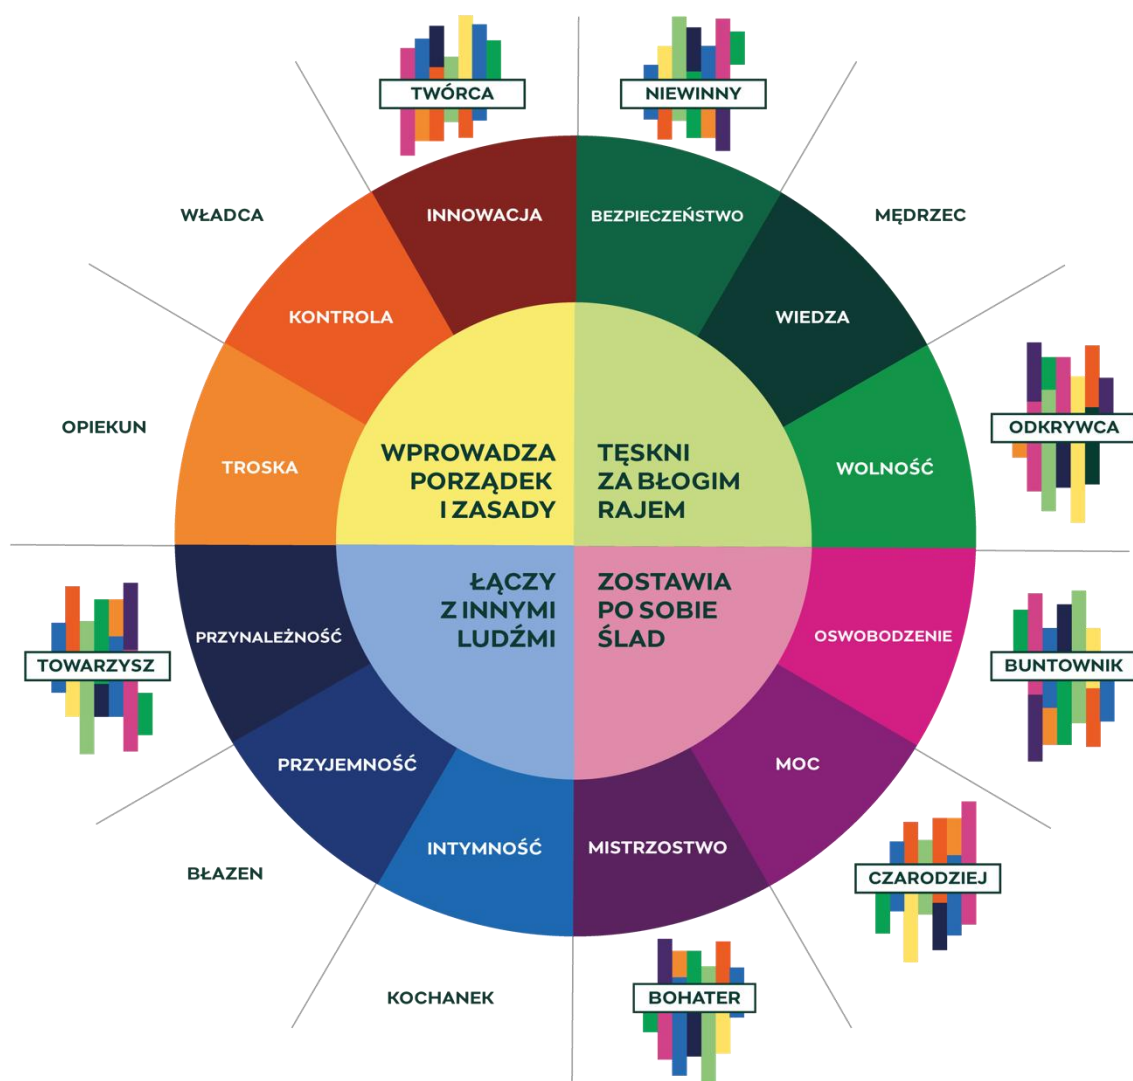 TWÓRCA
NIEWINNY
WŁADCA
INNOWACJA
BEZPIECZEŃSTWO
MĘDRZEC
KONTROLA
WIEDZA
OPIEKUN
TROSKA
WPROWADZA
PORZĄDEK
I ZASADY
TĘSKNI
ZA BŁOGIM
RAJEM
WOLNOŚĆ
ODKRYWCA
TOWARZYSZ
PRZYNALEŻNOŚĆ
ŁĄCZY
Z INNYMI
LUDŹMI
ZOSTAWIA
PO SOBIE
ŚLAD
OSWOBODZENIE
BUNTOWNIK
PRZYJEMNOŚĆ
MOC
INTYMNOŚĆ
MISTRZOSTWO
BŁAZEN
CZARODZIEJ
KOCHANEK
BOHATER